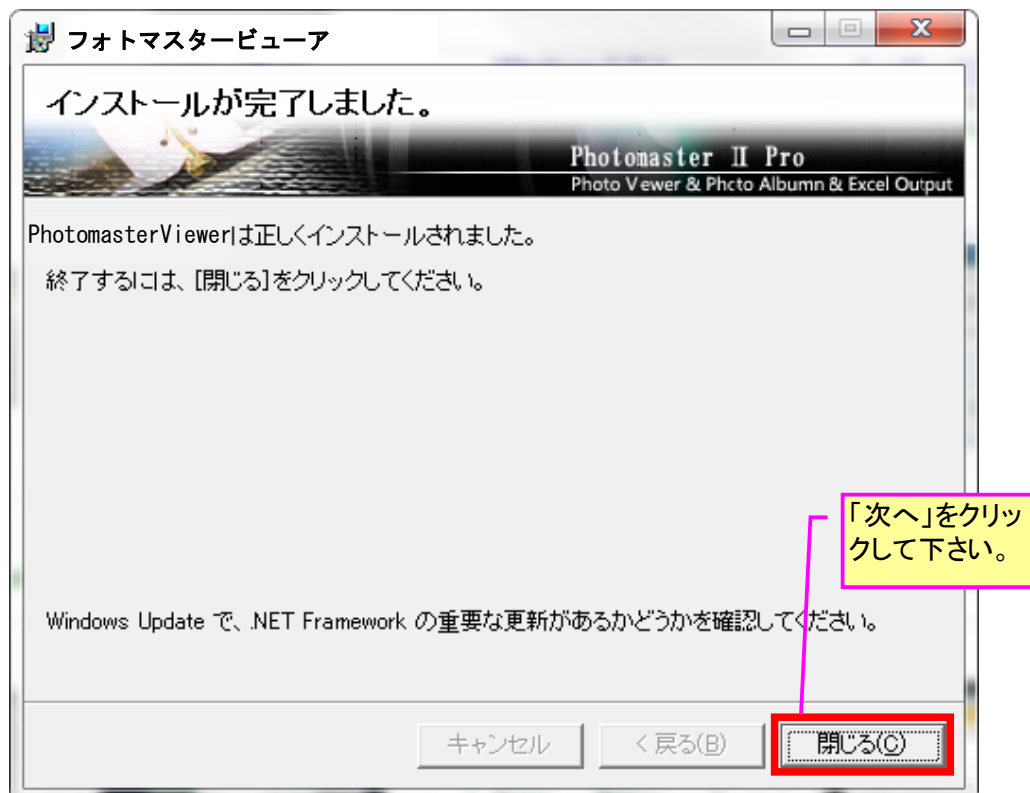 フォトマスタービューア
インストールが完了しました。
Photomaster Ⅱ Pro
Photo Vewer & Phcto Albumn & Excel Output
PhotomasterViewerは正しくインストールされました。
終了するには、[閉じる]をクリックしてください。
「次へ」をクリッ
クして下さい。
Windows Update で、.NET Framework の重要な更新があるかどうかを確認してください。
キャンセル
< 戻る(B)
閉じる(C)